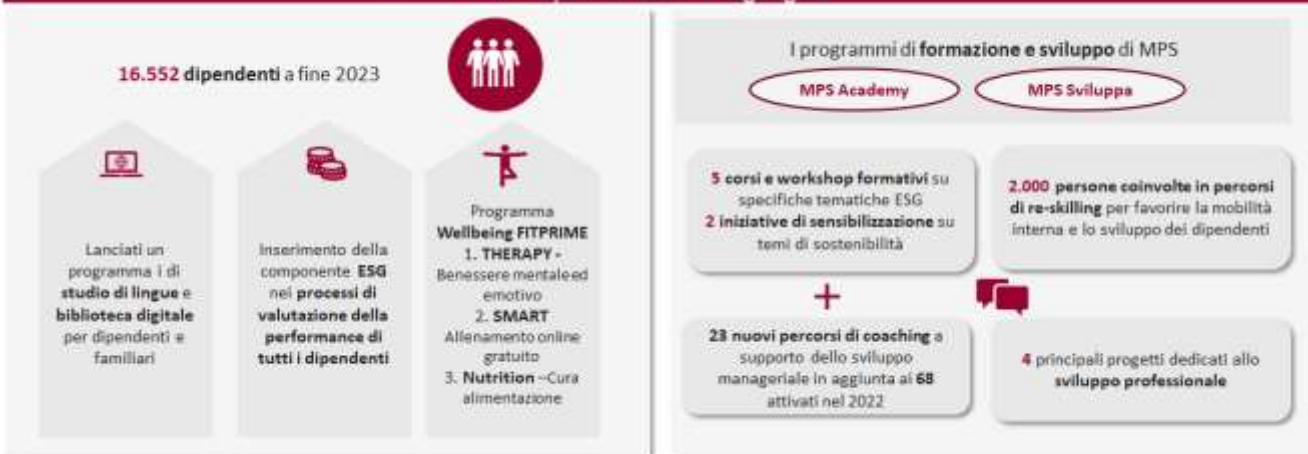 16.552 dipendenti a fine 2023
Lanciati un
programma i di
studio di lingue e
biblioteca digitale
per dipendenti e
familiari
Inserimento della
componente ESG
nei processi di
valutazione della
performance di
tutti i dipendenti
Programma
Wellbeing FITPRIME
1. THERAPY -
Benessere mentale ed
emotivo
2. SMART
Allenamento online
gratuito
3. Nutrition –Cura
alimentazione
I programmi di formazione e sviluppo di MPS
MPS Academy
MPS Sviluppa
5 corsi e workshop formativi su
specifiche tematiche ESG
2 iniziative di sensibilizzazione su
temi di sostenibilità
2.000 persone coinvolte in percorsi
di re-skilling per favorire la mobilità
interna e lo sviluppo dei dipendenti
+
23 nuovi percorsi di coaching a
supporto dello sviluppo
manageriale in aggiunta ai 68
attivati nel 2022
4 principali progetti dedicati allo
sviluppo professionale